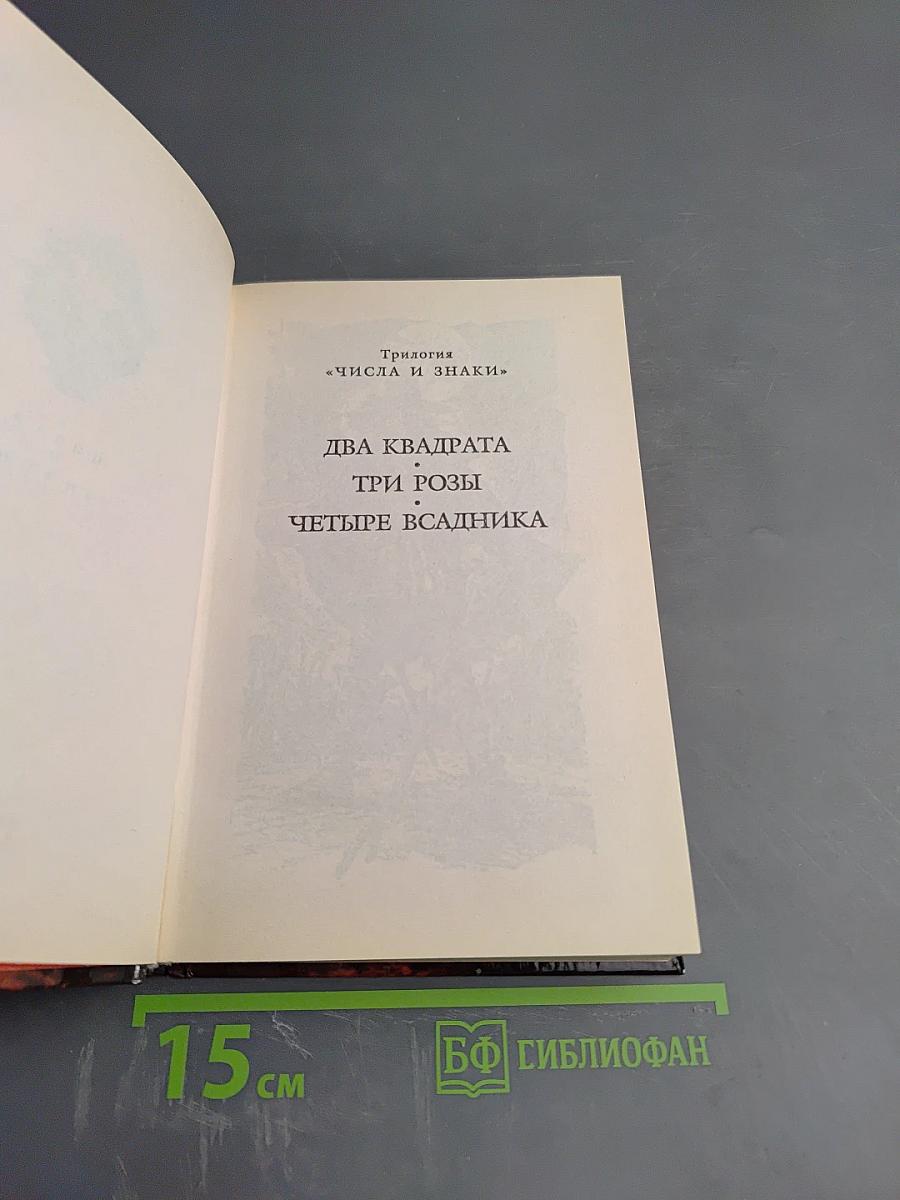 Трилогия
«ЧИСЛА И ЗНАКИ»
ДВА КВАДРАТА
•
ТРИ РОЗЫ
•
ЧЕТЫРЕ ВСАДНИКА
15 см
БФ БИБЛИОФАН